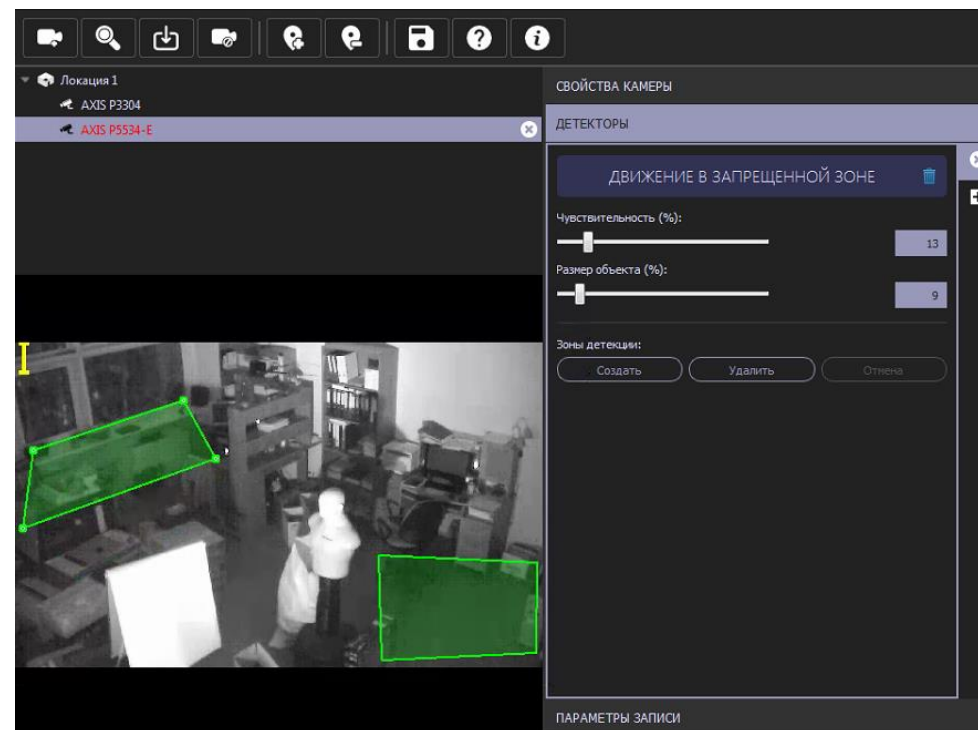 Локация 1
AXIS P3304
AXIS P5534-E
СВОЙСТВА КАМЕРЫ
ДЕТЕКТОРЫ
ДВИЖЕНИЕ В ЗАПРЕЩЕННОЙ ЗОНЕ
Чувствительность (%):
13
Размер объекта (%):
9
Зоны детекции:
Создать Удалить Отмена
ПАРАМЕТРЫ ЗАПИСИ